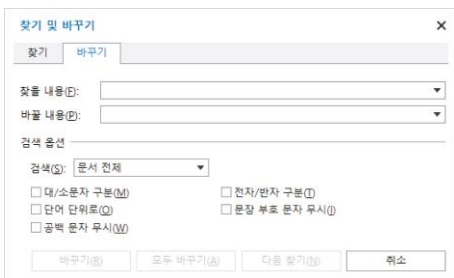 찾기 및 바꾸기
찾기 바꾸기
찾을 내용(F):
바꿀 내용(P):
검색 옵션
검색(S): 문서 전체
대/소문자 구분(M) 전자/반자 구분(T)
단어 단위로(O) 문장 부호 문자 무시(I)
공백 문자 무시(W)
바꾸기(R) 모두 바꾸기(A) 다음 찾기(N) 취소